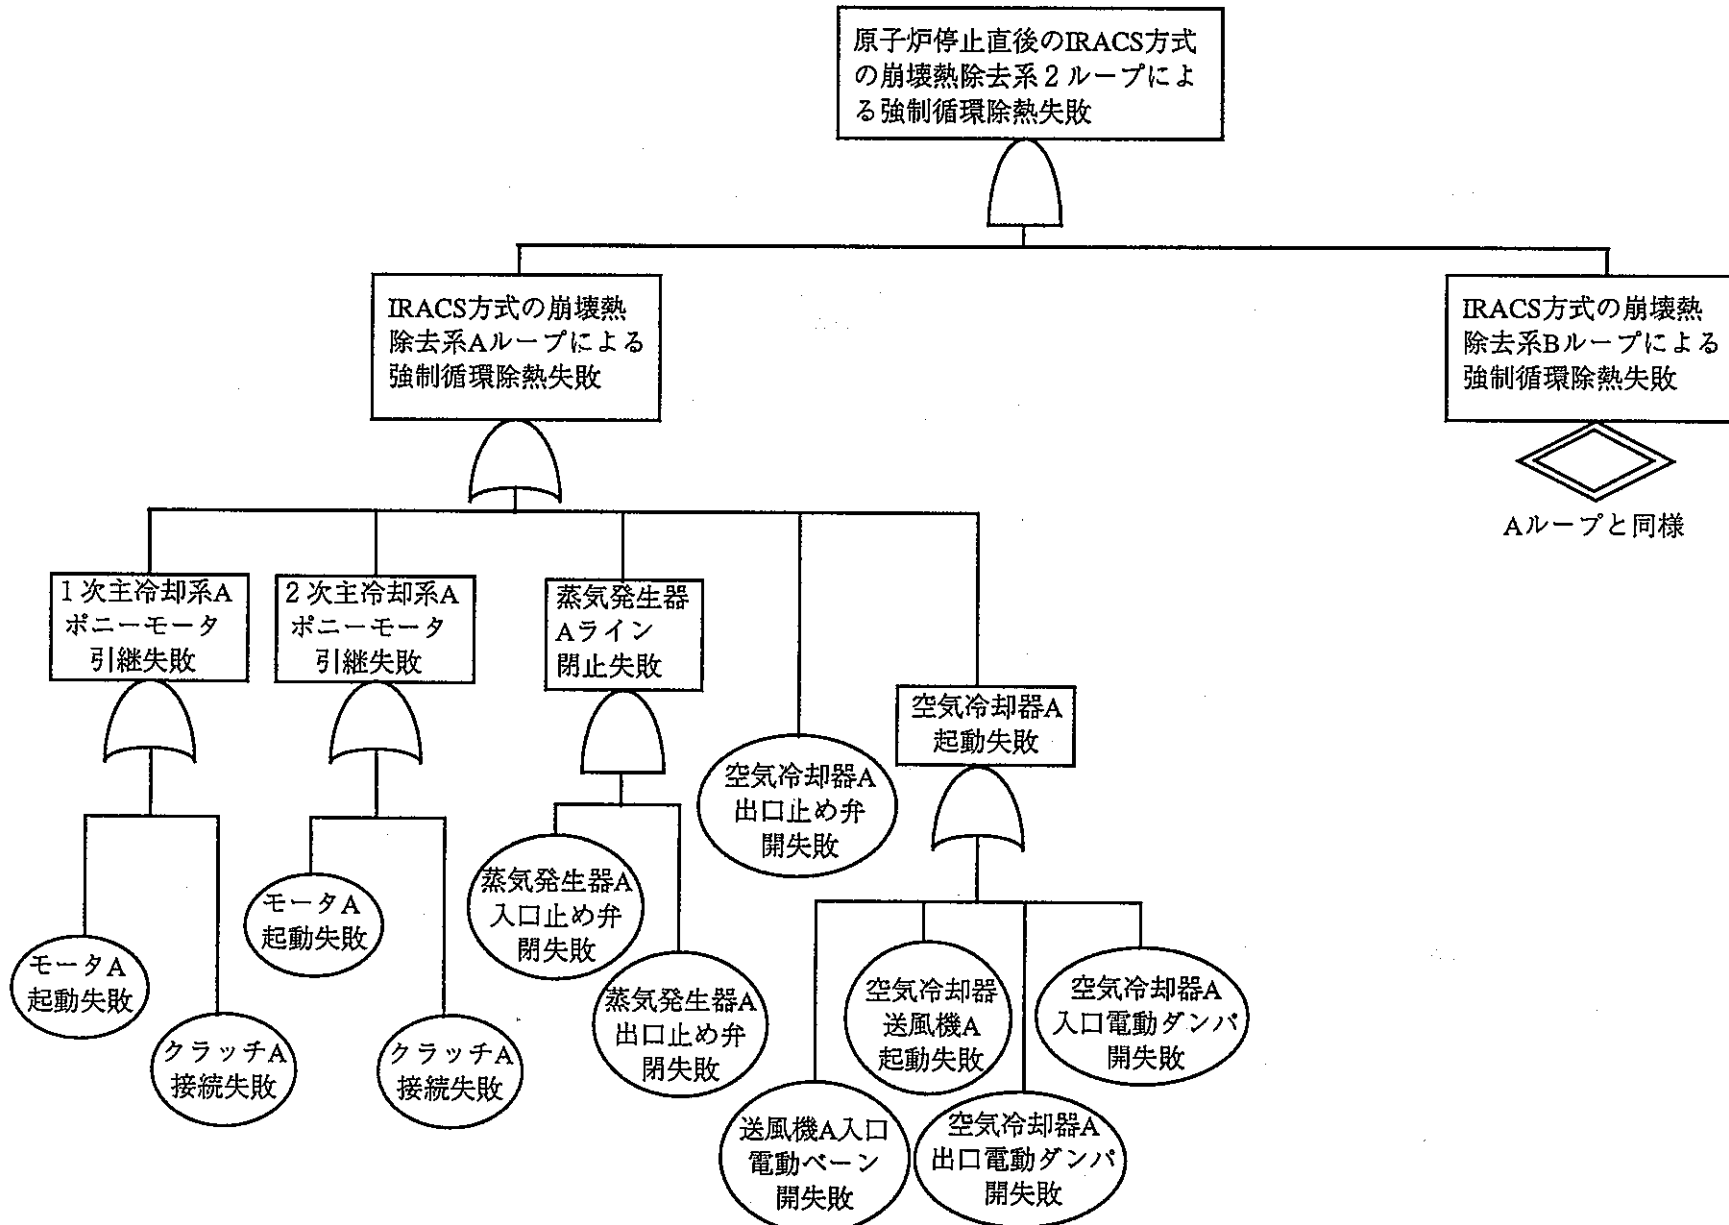 原子炉停止直後のIRACS方式
の崩壊熱除去系２ループによ
る強制循環除熱失敗
IRACS方式の崩壊熱
除去系Aループによる
強制循環除熱失敗
IRACS方式の崩壊熱
除去系Bループによる
強制循環除熱失敗
Aループと同様
１次主冷却系A
ポニーモータ
引継失敗
２次主冷却系A
ポニーモータ
引継失敗
蒸気発生器
Aライン
閉止失敗
空気冷却器A
出口止め弁
開失敗
空気冷却器A
起動失敗
モータA
起動失敗
クラッチA
接続失敗
モータA
起動失敗
クラッチA
接続失敗
蒸気発生器A
入口止め弁
閉失敗
蒸気発生器A
出口止め弁
閉失敗
送風機A入口
電動ベーン
開失敗
空気冷却器
送風機A
起動失敗
空気冷却器A
出口電動ダンパ
開失敗
空気冷却器A
入口電動ダンパ
開失敗